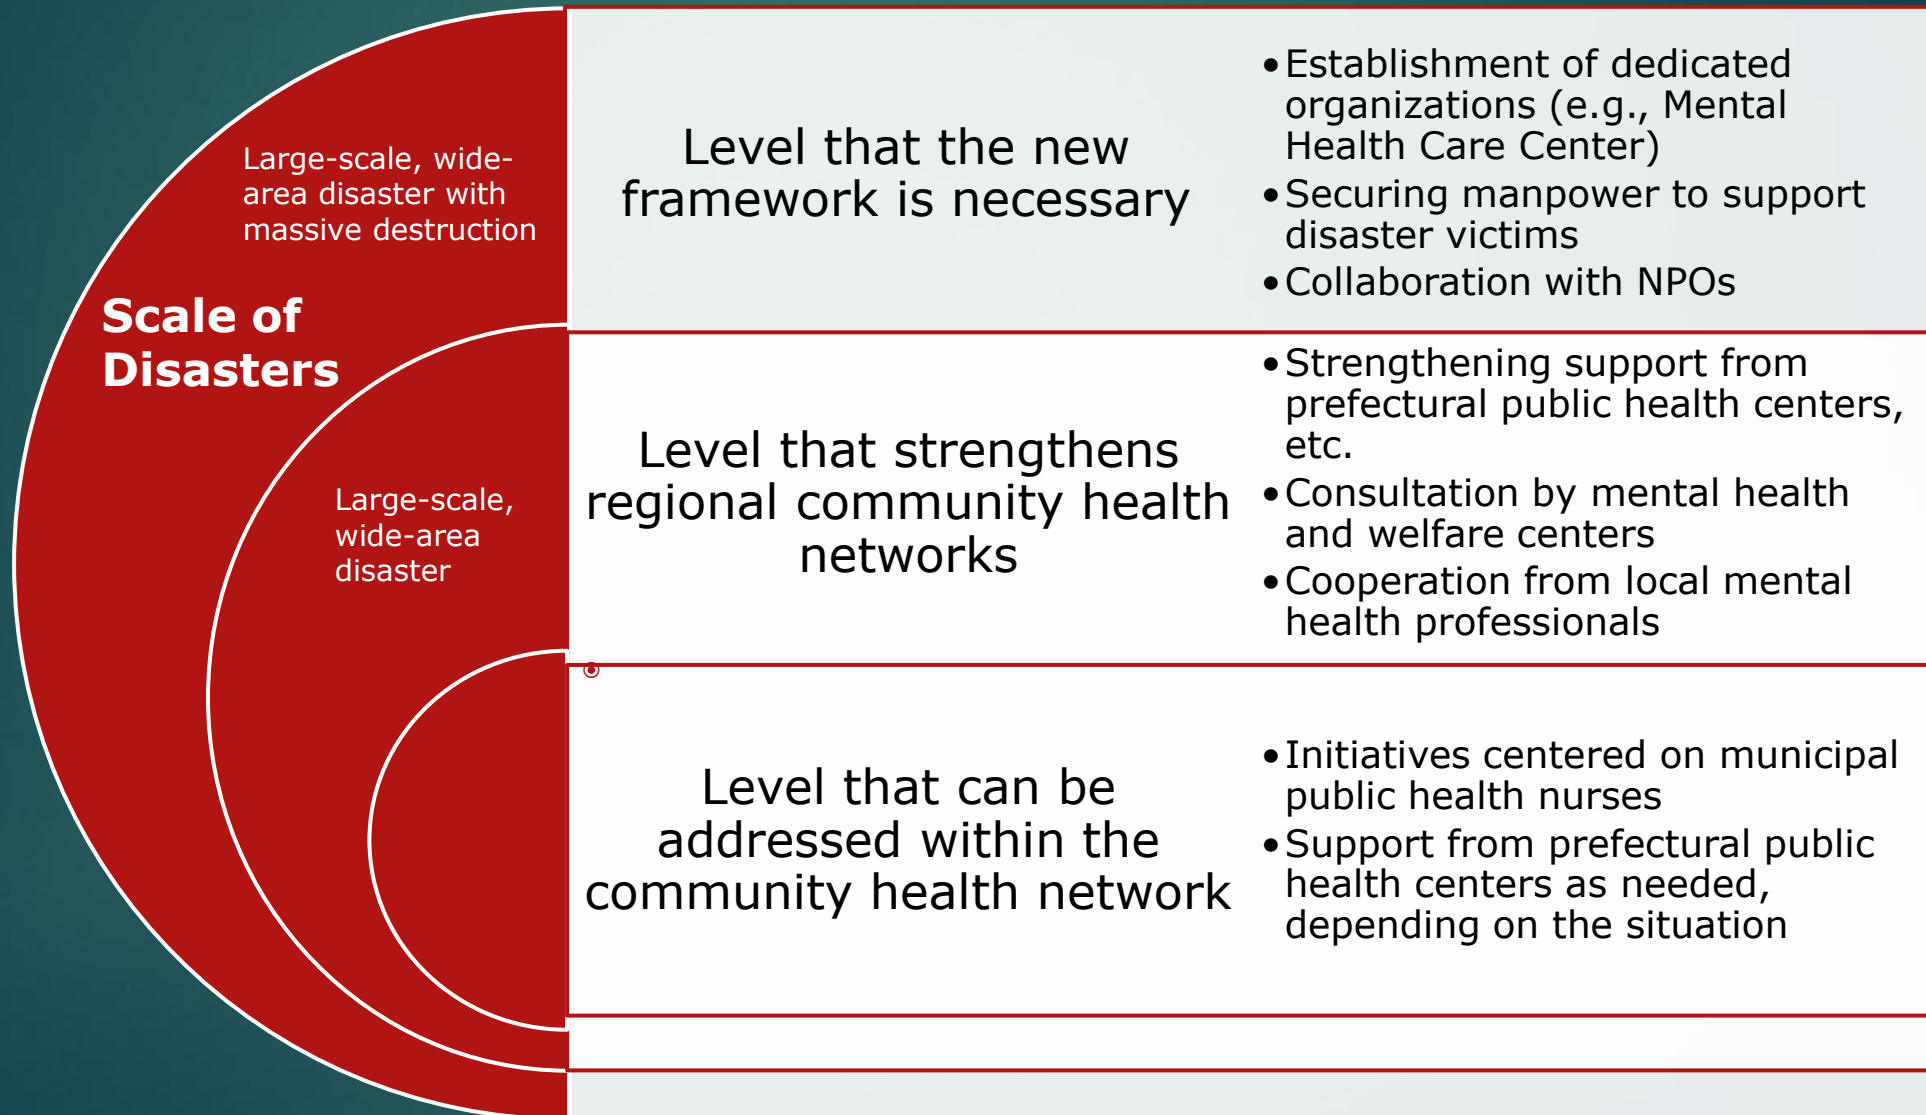 Large-scale, wide-
area disaster with
massive destruction
Scale of
Disasters
Large-scale,
wide-area
disaster
Level that the new
framework is necessary
•Establishment of dedicated
organizations (e.g., Mental
Health Care Center)
•Securing manpower to support
disaster victims
•Collaboration with NPOs
Level that strengthens
regional community health
networks
•Strengthening support from
prefectural public health centers,
etc.
•Consultation by mental health
and welfare centers
•Cooperation from local mental
health professionals
Level that can be
addressed within the
community health network
•Initiatives centered on municipal
public health nurses
•Support from prefectural public
health centers as needed,
depending on the situation